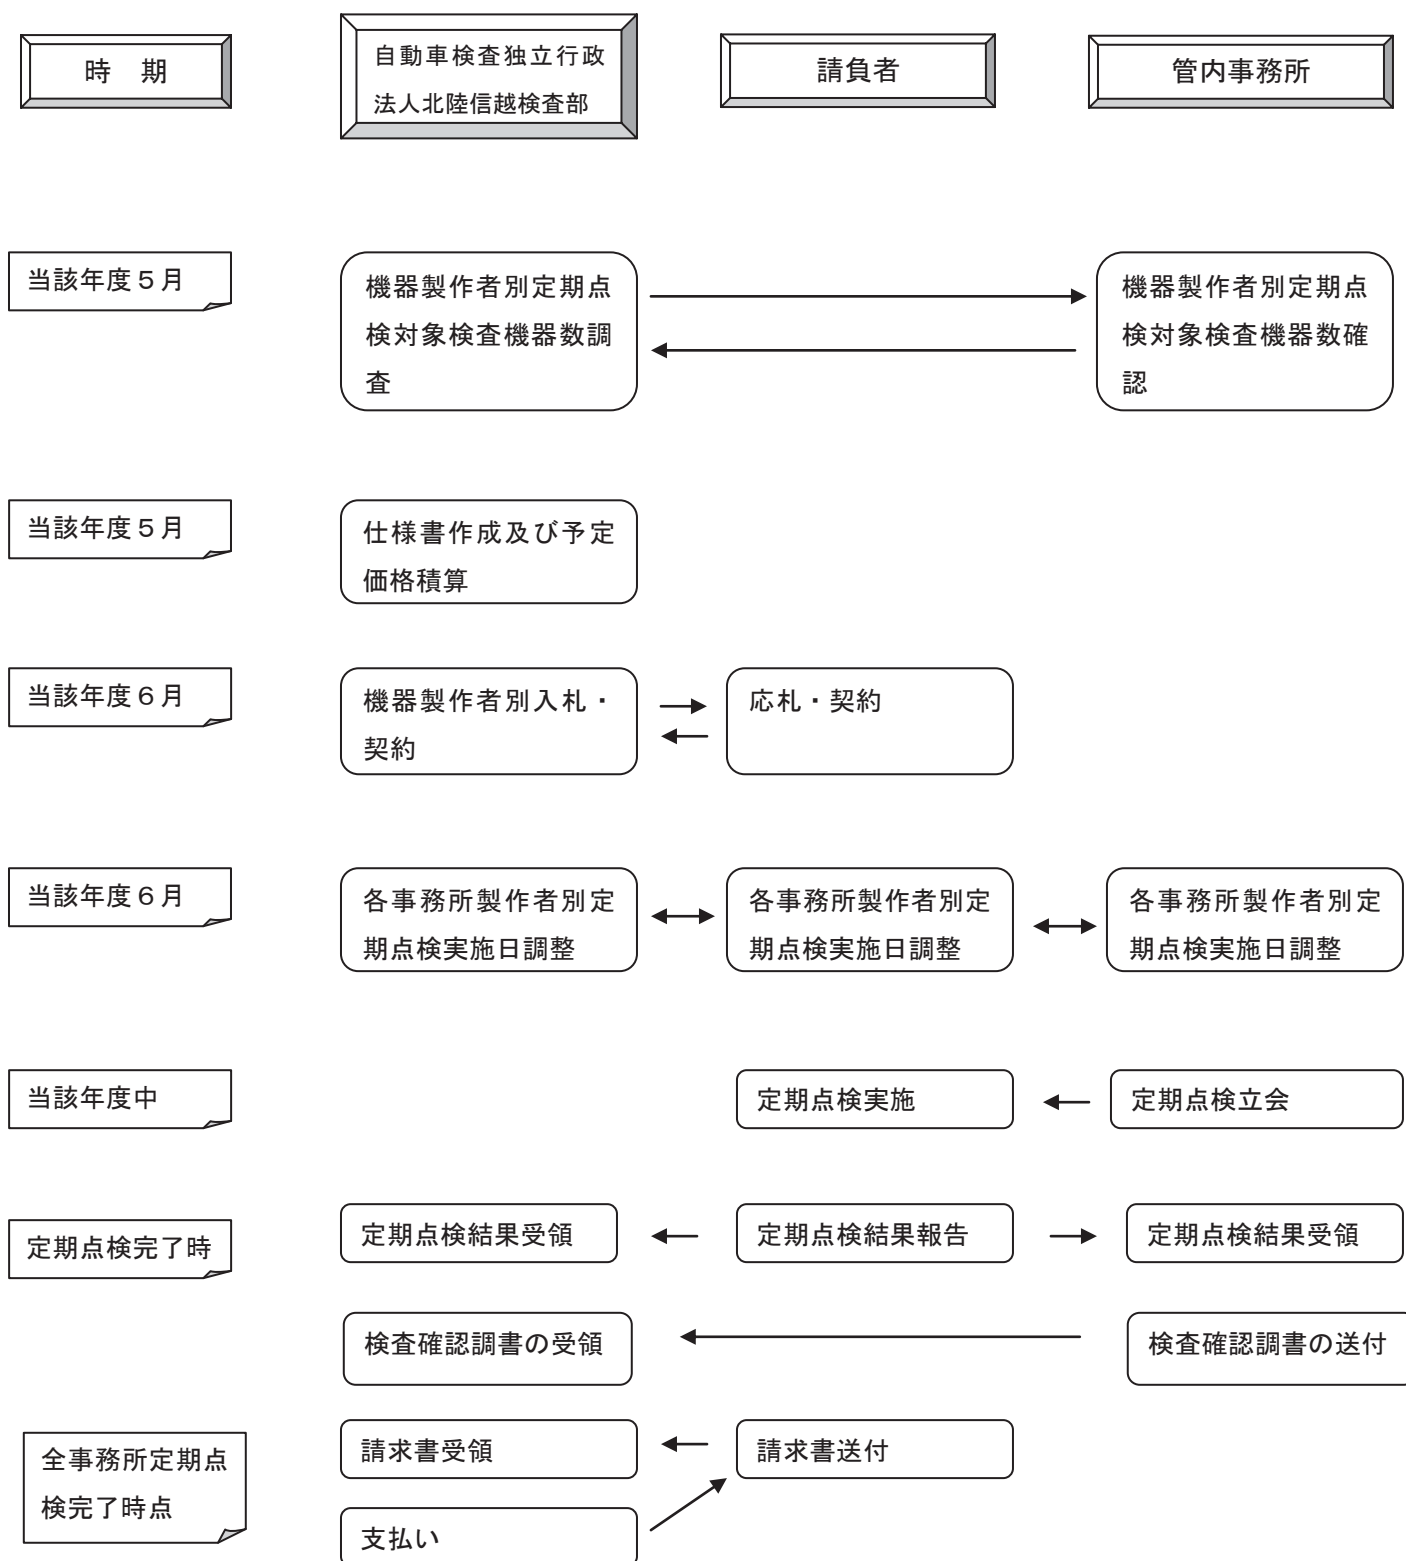 時　期
自動車検査独立行政
法人北陸信越検査部
請負者
管内事務所
当該年度５月
機器製作者別定期点
検対象検査機器数調
査
機器製作者別定期点
検対象検査機器数確
認
当該年度５月
仕様書作成及び予定
価格積算
当該年度６月
機器製作者別入札・
契約
応札・契約
当該年度６月
各事務所製作者別定
期点検実施日調整
各事務所製作者別定
期点検実施日調整
各事務所製作者別定
期点検実施日調整
当該年度中
定期点検実施
定期点検立会
定期点検完了時
定期点検結果受領
定期点検結果報告
定期点検結果受領
検査確認調書の受領
検査確認調書の送付
全事務所定期点
検完了時点
請求書受領
請求書送付
支払い